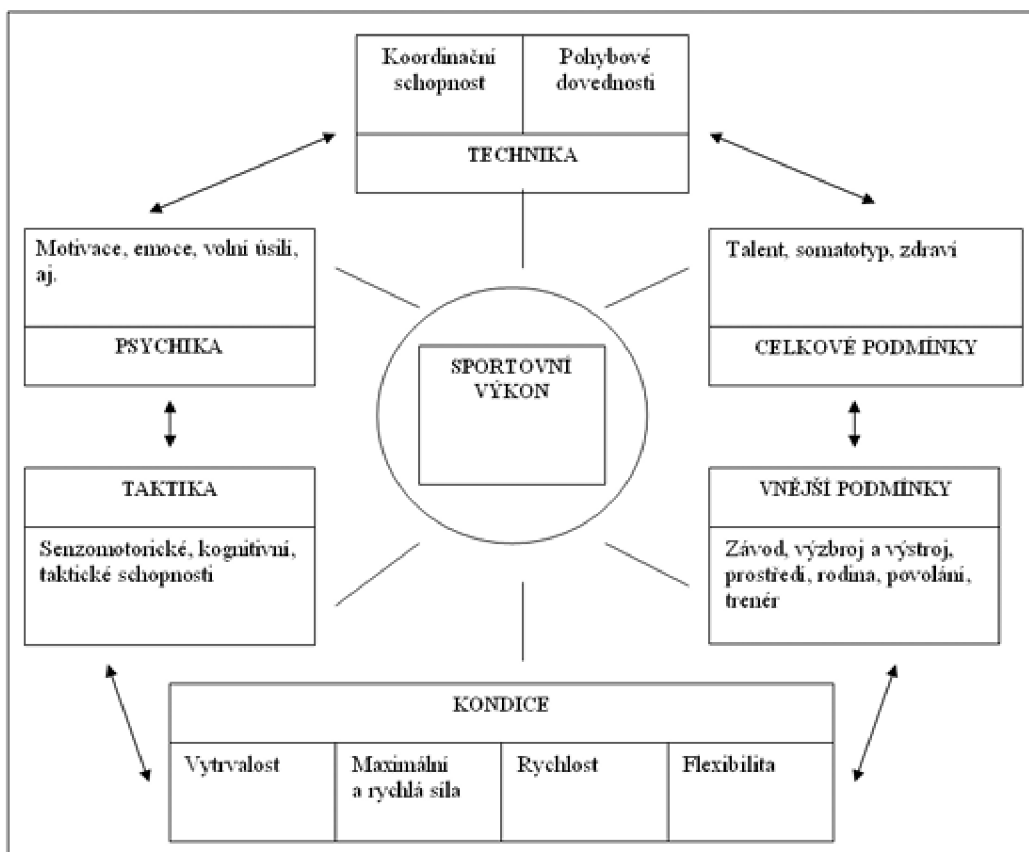 Koordinační
schopnost
Pohybové
dovednosti
TECHNIKA
Motivace, emoce, volní úsilí,
aj.
PSYCHIKA
Talent, somatotyp, zdraví
CELKOVÉ PODMÍNKY
SPORTOVNÍ
VÝKON
TAKTIKA
Senzomotorické, kognitivní,
taktické schopnosti
VNĚJŠÍ PODMÍNKY
Závod, výzbroj a výstroj,
prostředí, rodina, povolání,
trenér
KONDICE
Vytrvalost
Maximální
a rychlá síla
Rychlost
Flexibilita